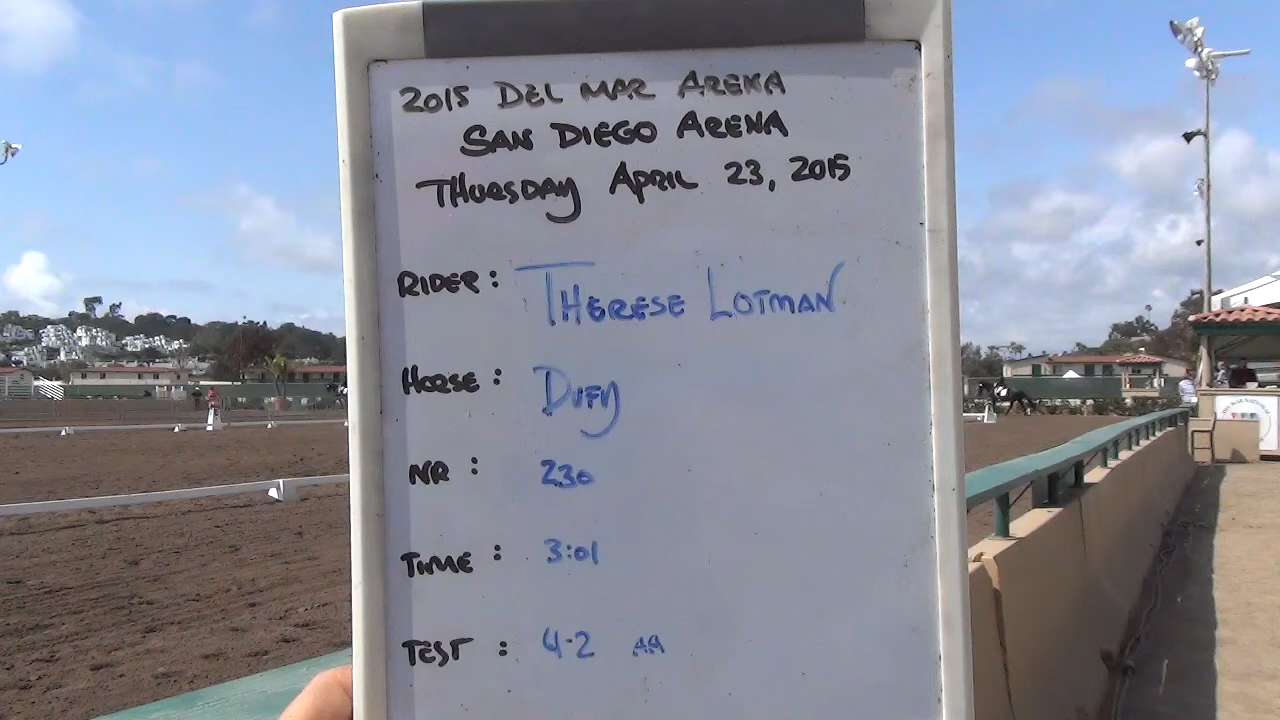 2015 DEL MAR ARENA
SAN DIEGO ARENA
THURSDAY APRIL 23, 2015
RIDER: THERESE LOTMAN
HORSE: DUFY
NR: 230
TIME: 3:01
TEST: 4-2 AA